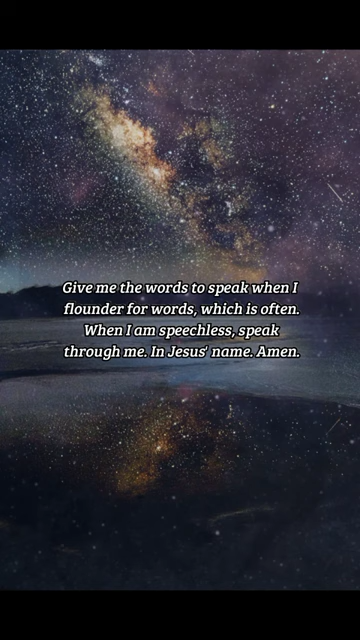 Give me the words to speak when I
flounder for words, which is often.
When I am speechless, speak
through me. In Jesus' name. Amen.